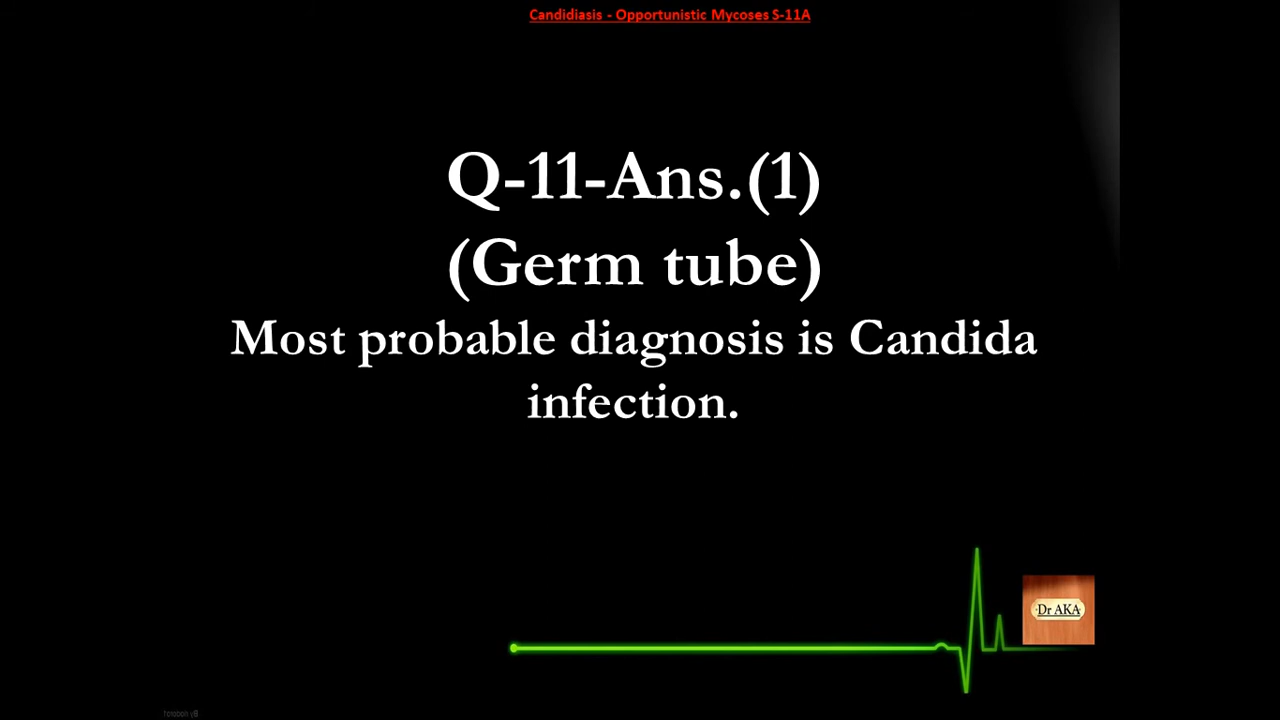 Candidiasis - Opportunistic Mycoses S-11A
Q-11-Ans.(1)
(Germ tube)
Most probable diagnosis is Candida
infection.
Dr AKA